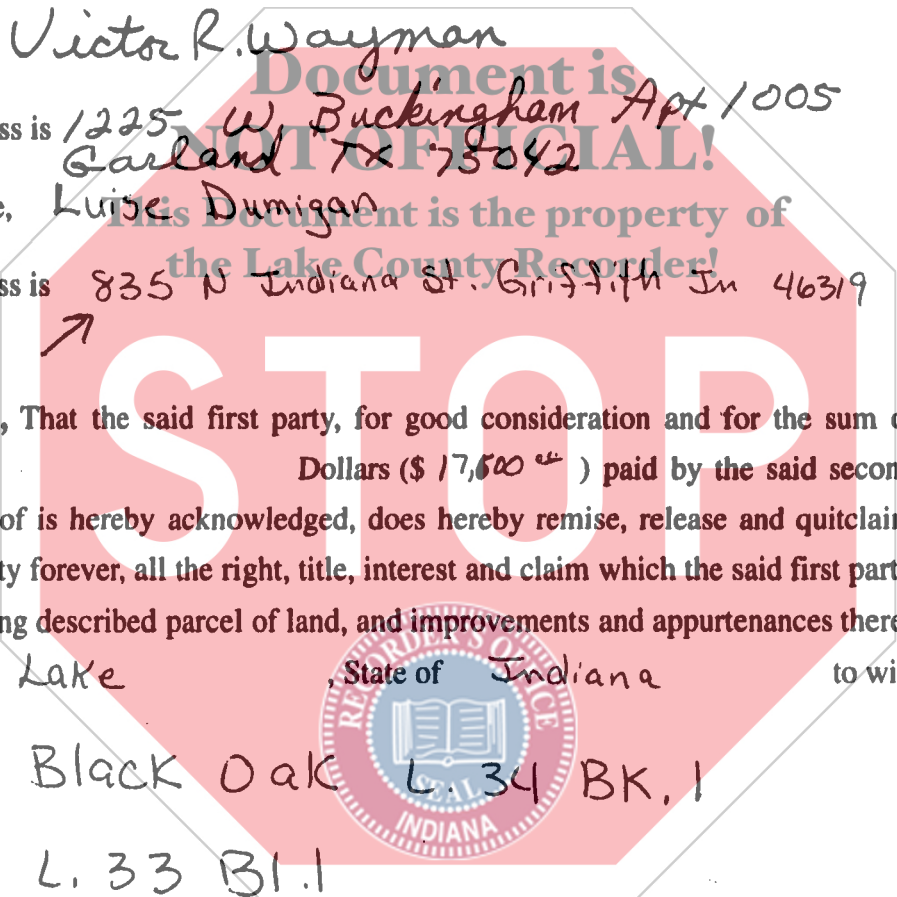 Victor R. Wayman
Document is
ss is 1225 W. Buckingham Apt 1005
NOT OFFICIAL!
Garland TX 75042
e, Luise Dumigan
This Document is the property of
the Lake County Recorder!
ss is 835 N Indiana St. Griffith In 46319
STOP
, That the said first party, for good consideration and for the sum o
Dollars ($ 17,500 ) paid by the said secon
of is hereby acknowledged, does hereby remise, release and quitclaim
ty forever, all the right, title, interest and claim which the said first part
ng described parcel of land, and improvements and appurtenances there
Lake , State of Indiana to wi
RECORDER'S OFFICE
SEAL
INDIANA
Black Oak L. 34 BK. 1
L. 33 Bl. 1